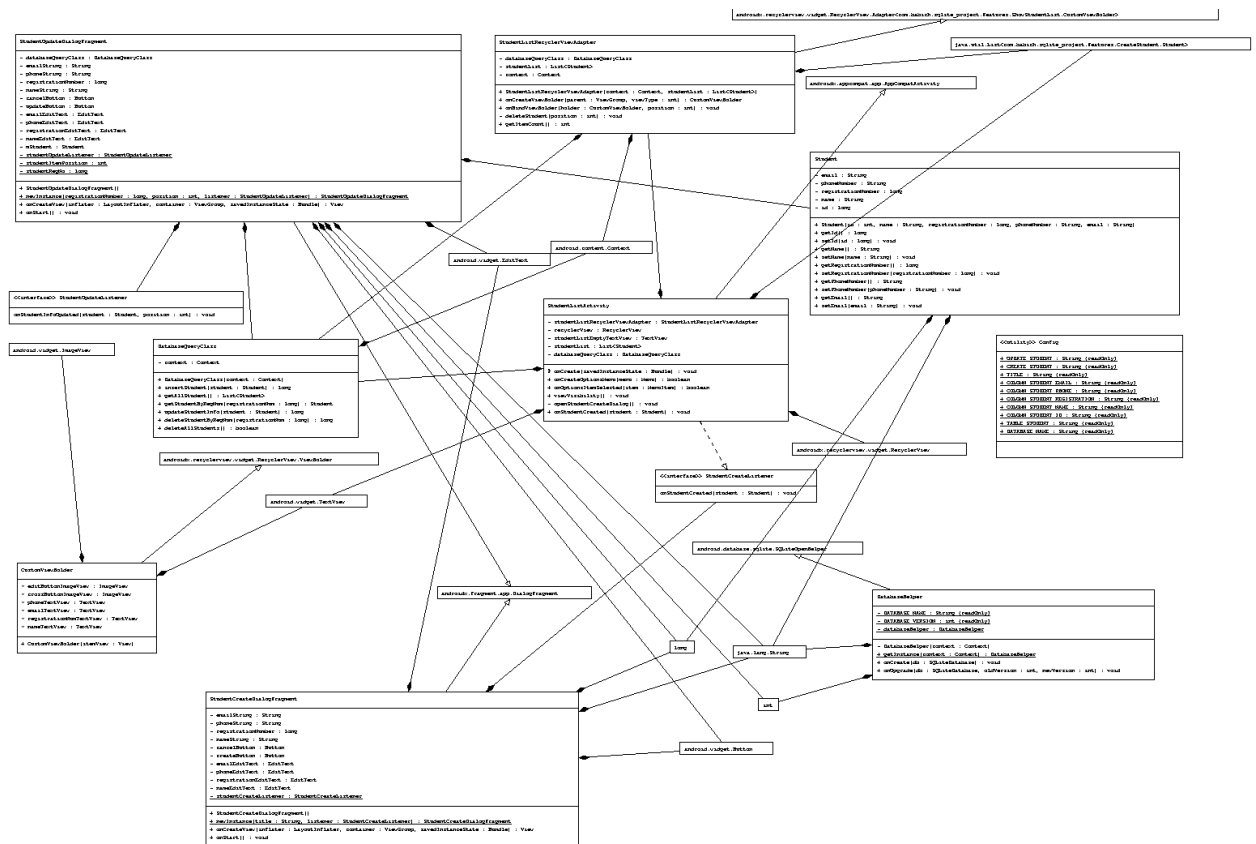 androidx.recyclerview.widget.RecyclerView.Adapter<com.hakich.sqlite_project.Features.ShowStudentList.CustomViewHolder>
java.util.List<com.hakich.sqlite_project.Features.CreateStudent.Student>
androidx.appcompat.app.AppCompatActivity
StudentUpdateDialogFragment
- databaseQueryClass : DatabaseQueryClass
- emailString : String
- phoneString : String
- registrationNumber : long
- nameString : String
- cancelButton : Button
- updateButton : Button
- emailEditText : EditText
- phoneEditText : EditText
- registrationEditText : EditText
- nameEditText : EditText
- mStudent : Student
- studentUpdateListener : StudentUpdateListener
- studentItemPosition : int
- studentRegNo : long
+ StudentUpdateDialogFragment()
+ newInstance(registrationNumber : long, position : int, listener : StudentUpdateListener) : StudentUpdateDialogFragment
+ onCreateView(inflater : LayoutInflater, container : ViewGroup, savedInstanceState : Bundle) : View
+ onStart() : void
StudentListRecyclerViewAdapter
- databaseQueryClass : DatabaseQueryClass
- studentList : List<Student>
- context : Context
+ StudentListRecyclerViewAdapter(context : Context, studentList : List<Student>)
+ onCreateViewHolder(parent : ViewGroup, viewType : int) : CustomViewHolder
+ onBindViewHolder(holder : CustomViewHolder, position : int) : void
- deleteStudent(position : int) : void
+ getItemCount() : int
Student
- email : String
- phoneNumber : String
- registrationNumber : long
- name : String
- id : long
+ Student(id : int, name : String, registrationNumber : long, phoneNumber : String, email : String)
+ getId() : long
+ setId(id : long) : void
+ getName() : String
+ setName(name : String) : void
+ getRegistrationNumber() : long
+ setRegistrationNumber(registrationNumber : long) : void
+ getPhoneNumber() : String
+ setPhoneNumber(phoneNumber : String) : void
+ getEmail() : String
+ setEmail(email : String) : void
android.content.Context
android.widget.EditText
<<interface>> StudentUpdateListener
onStudentInfoUpdated(student : Student, position : int) : void
StudentListActivity
- studentListRecyclerViewAdapter : StudentListRecyclerViewAdapter
- recyclerView : RecyclerView
- studentListEmptyTextView : TextView
- studentList : List<Student>
- databaseQueryClass : DatabaseQueryClass
# onCreate(savedInstanceState : Bundle) : void
+ onCreateOptionsMenu(menu : Menu) : boolean
+ onOptionsItemSelected(item : MenuItem) : boolean
+ viewVisibility() : void
- openStudentCreateDialog() : void
+ onStudentCreated(student : Student) : void
android.widget.ImageView
DatabaseQueryClass
- context : Context
+ DatabaseQueryClass(context : Context)
+ insertStudent(student : Student) : long
+ getAllStudent() : List<Student>
+ getStudentByRegNum(registrationNum : long) : Student
+ updateStudentInfo(student : Student) : long
+ deleteStudentByRegNum(registrationNum : long) : long
+ deleteAllStudents() : boolean
<<utility>> Config
+ UPDATE_STUDENT : String {readOnly}
+ CREATE_STUDENT : String {readOnly}
+ TITLE : String {readOnly}
+ COLUMN_STUDENT_EMAIL : String {readOnly}
+ COLUMN_STUDENT_PHONE : String {readOnly}
+ COLUMN_STUDENT_REGISTRATION : String {readOnly}
+ COLUMN_STUDENT_NAME : String {readOnly}
+ COLUMN_STUDENT_ID : String {readOnly}
+ TABLE_STUDENT : String {readOnly}
+ DATABASE_NAME : String {readOnly}
androidx.recyclerview.widget.RecyclerView
androidx.recyclerview.widget.RecyclerView.ViewHolder
<<interface>> StudentCreateListener
onStudentCreated(student : Student) : void
android.widget.TextView
android.database.sqlite.SQLiteOpenHelper
CustomViewHolder
~ editButtonImageView : ImageView
~ crossButtonImageView : ImageView
~ phoneTextView : TextView
~ emailTextView : TextView
~ registrationNumTextView : TextView
~ nameTextView : TextView
+ CustomViewHolder(itemView : View)
androidx.fragment.app.DialogFragment
DatabaseHelper
- DATABASE_NAME : String {readOnly}
- DATABASE_VERSION : int {readOnly}
- databaseHelper : DatabaseHelper
- DatabaseHelper(context : Context)
+ getInstance(context : Context) : DatabaseHelper
+ onCreate(db : SQLiteDatabase) : void
+ onUpgrade(db : SQLiteDatabase, oldVersion : int, newVersion : int) : void
long
java.lang.String
int
android.widget.Button
StudentCreateDialogFragment
- emailString : String
- phoneString : String
- registrationNumber : long
- nameString : String
- cancelButton : Button
- createButton : Button
- emailEditText : EditText
- phoneEditText : EditText
- registrationEditText : EditText
- nameEditText : EditText
- studentCreateListener : StudentCreateListener
+ StudentCreateDialogFragment()
+ newInstance(title : String, listener : StudentCreateListener) : StudentCreateDialogFragment
+ onCreateView(inflater : LayoutInflater, container : ViewGroup, savedInstanceState : Bundle) : View
+ onStart() : void